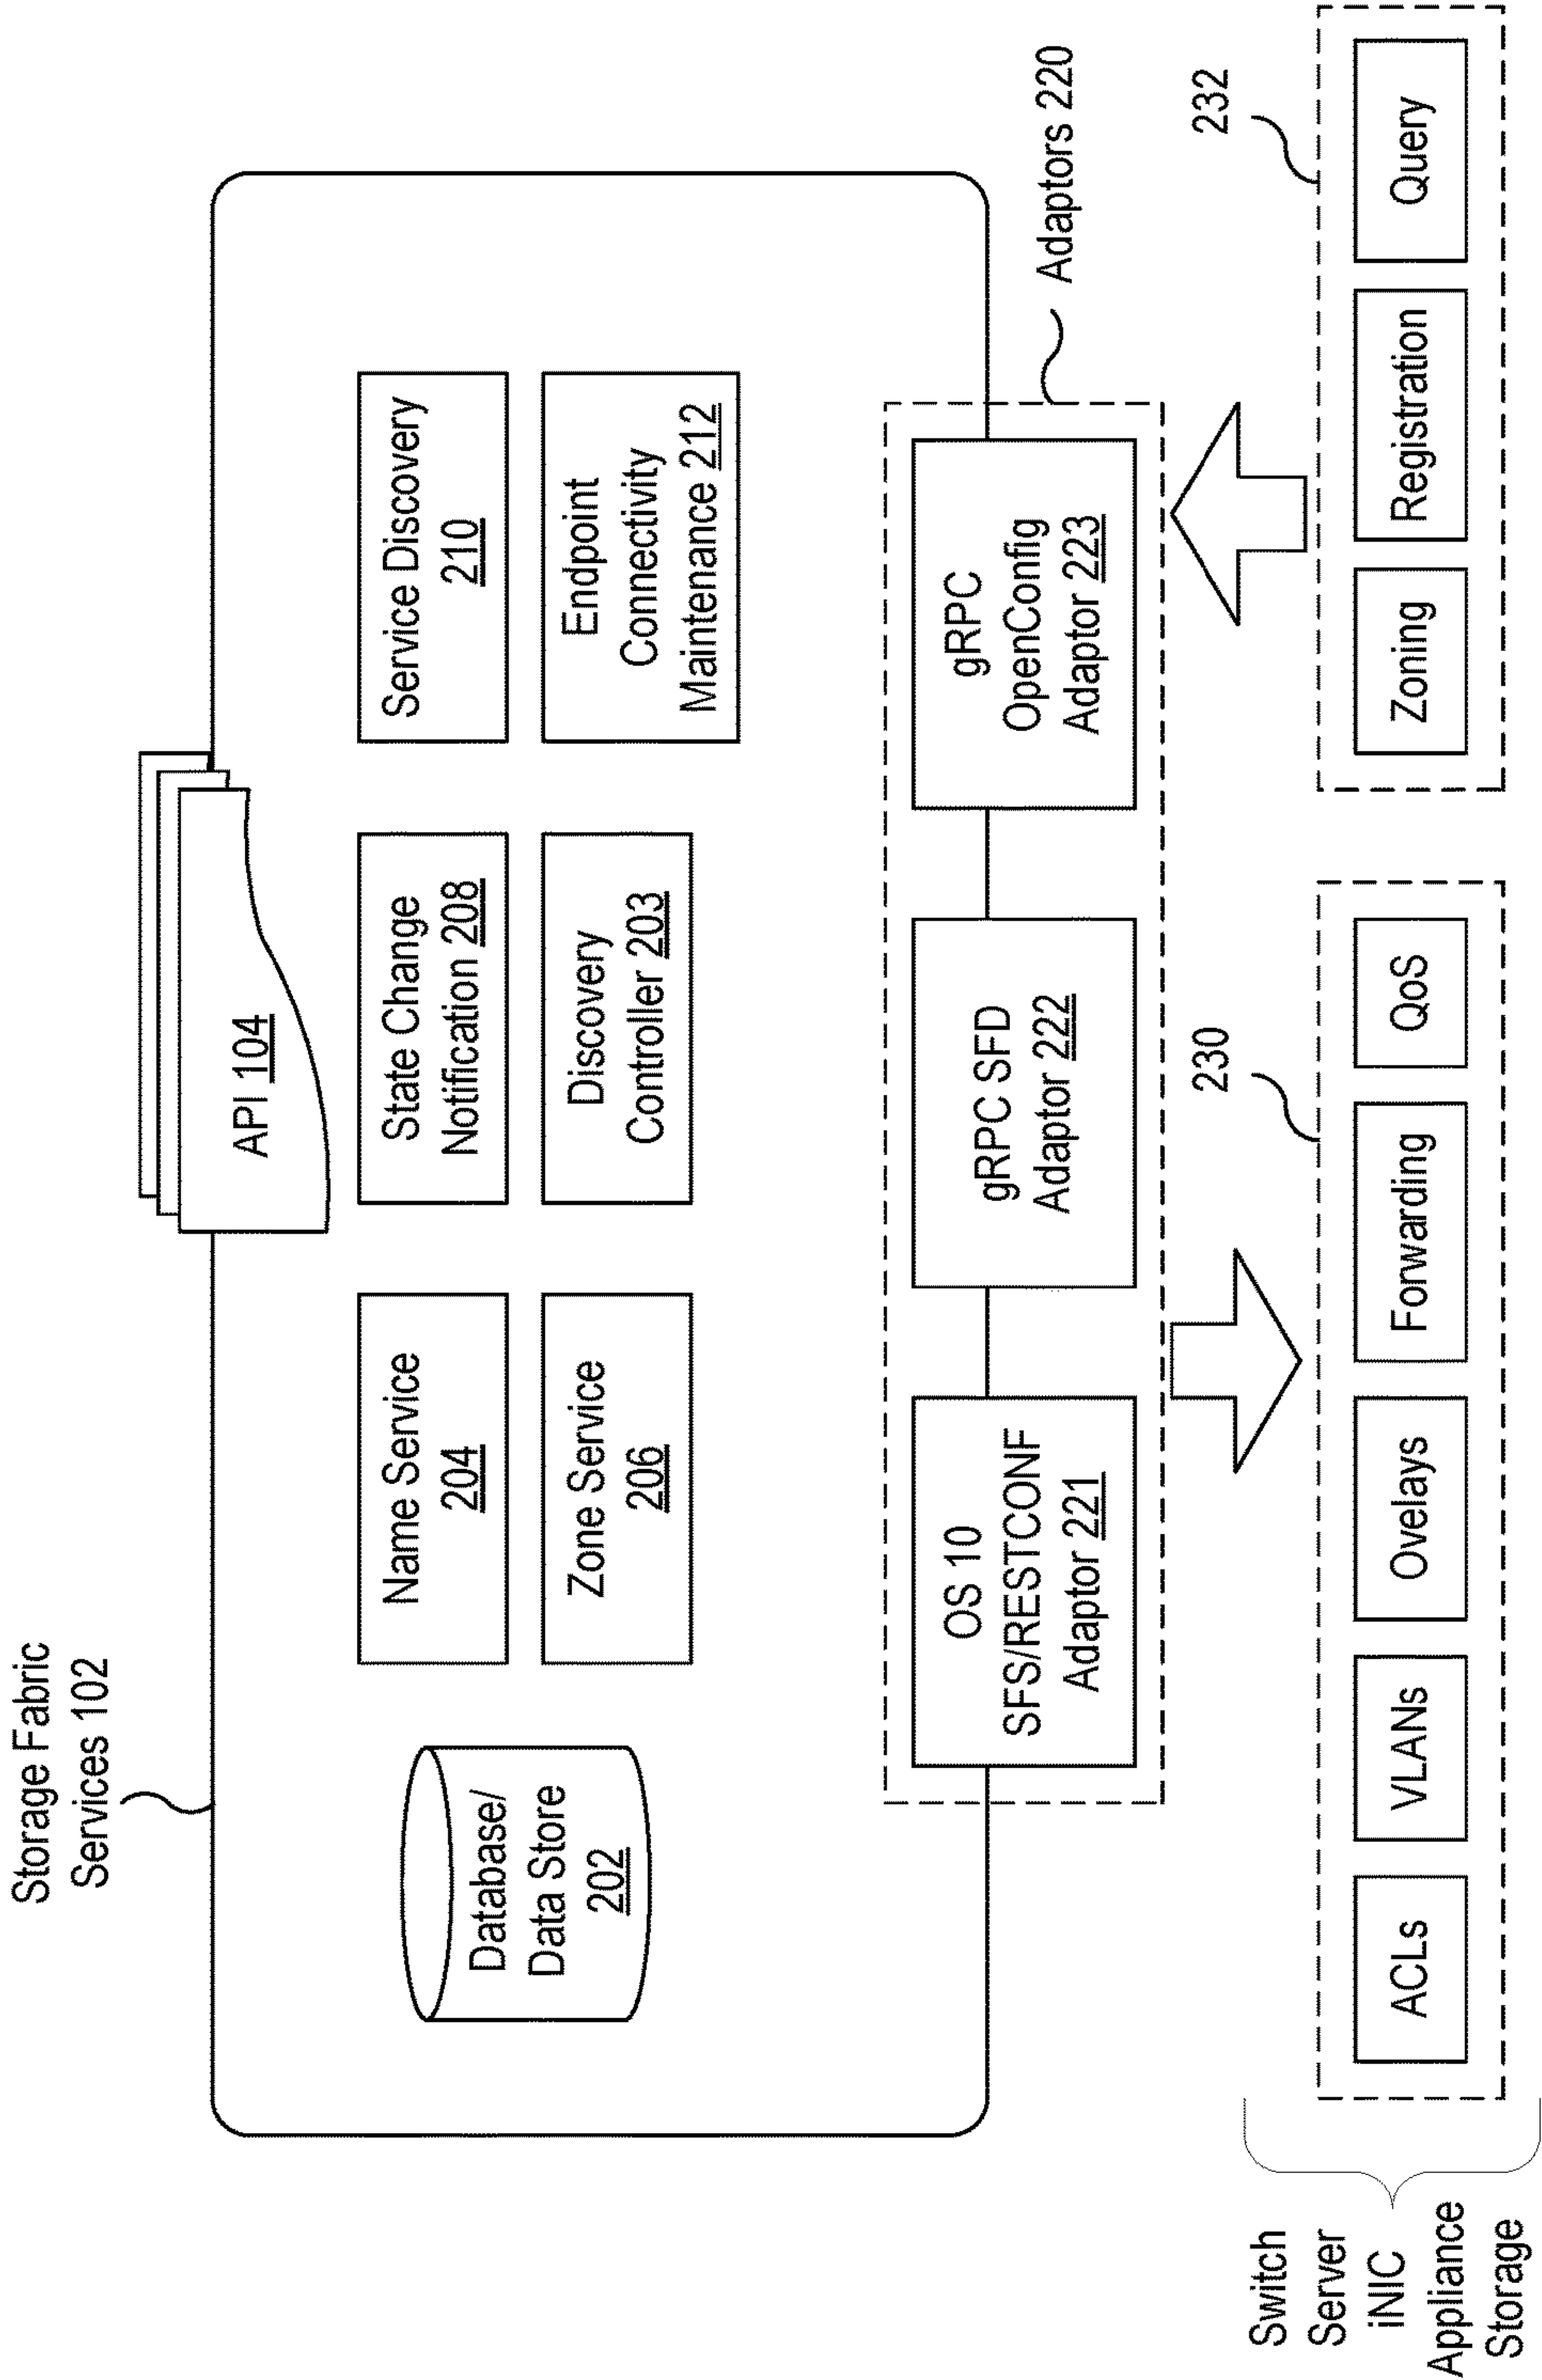 Storage Fabric
Services 102
API 104
Database/
Data Store
202
Name Service
204
State Change
Notification 208
Service Discovery
210
Zone Service
206
Discovery
Controller 203
Endpoint
Connectivity
Maintenance 212
OS 10
SFS/RESTCONF
Adaptor 221
gRPC SFD
Adaptor 222
gRPC
OpenConfig
Adaptor 223
Adaptors 220
230
232
Switch
Server
iNIC
Appliance
Storage
ACLs
VLANs
Ovelays
Forwarding
QoS
Zoning
Registration
Query